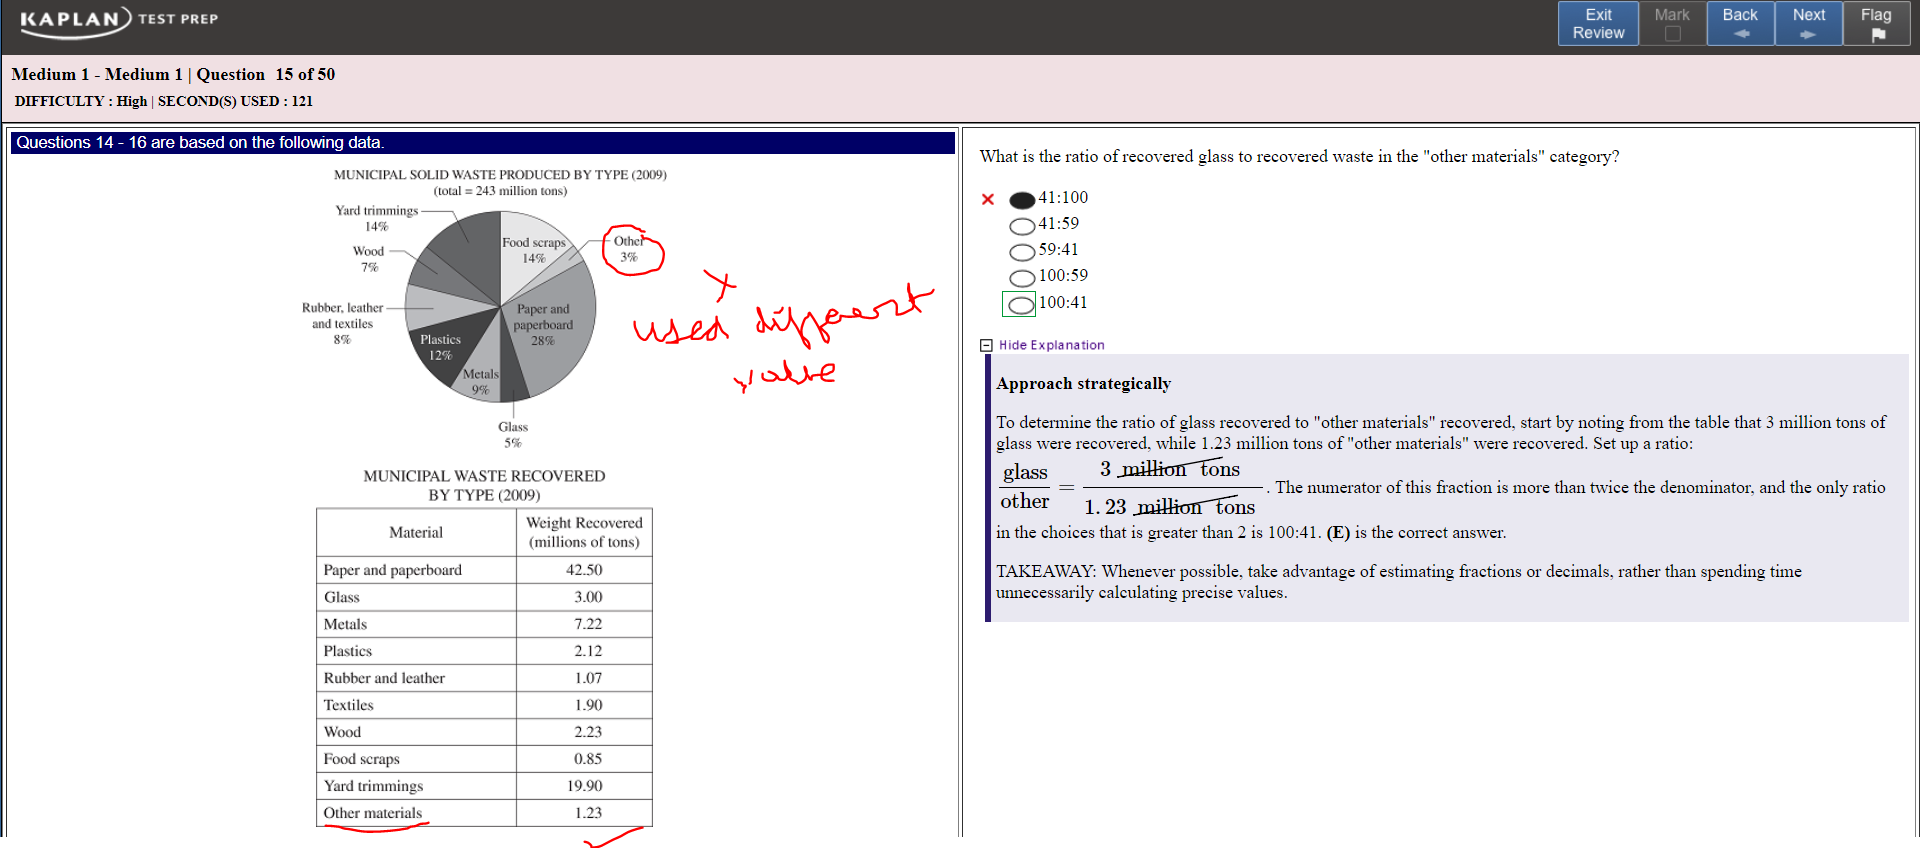 KAPLAN TEST PREP
Exit Review
Mark
Back
Next
Flag
Medium 1 - Medium 1 | Question 15 of 50
DIFFICULTY : High | SECOND(S) USED : 121
Questions 14 - 16 are based on the following data.
MUNICIPAL SOLID WASTE PRODUCED BY TYPE (2009)
(total = 243 million tons)
Yard trimmings
14%
Wood
7%
Rubber, leather
and textiles
8%
Plastics
12%
Metals
9%
Glass
5%
Paper and
paperboard
28%
Food scraps
14%
Other
3%
x
used different
value
MUNICIPAL WASTE RECOVERED
BY TYPE (2009)
Material Weight Recovered
(millions of tons)
Paper and paperboard 42.50
Glass 3.00
Metals 7.22
Plastics 2.12
Rubber and leather 1.07
Textiles 1.90
Wood 2.23
Food scraps 0.85
Yard trimmings 19.90
Other materials 1.23
What is the ratio of recovered glass to recovered waste in the "other materials" category?
41:100
41:59
59:41
100:59
100:41
Hide Explanation
Approach strategically
To determine the ratio of glass recovered to "other materials" recovered, start by noting from the table that 3 million tons of
glass were recovered, while 1.23 million tons of "other materials" were recovered. Set up a ratio:
glass 3 million tons
other = 1. 23 million tons . The numerator of this fraction is more than twice the denominator, and the only ratio
in the choices that is greater than 2 is 100:41. (E) is the correct answer.
TAKEAWAY: Whenever possible, take advantage of estimating fractions or decimals, rather than spending time
unnecessarily calculating precise values.